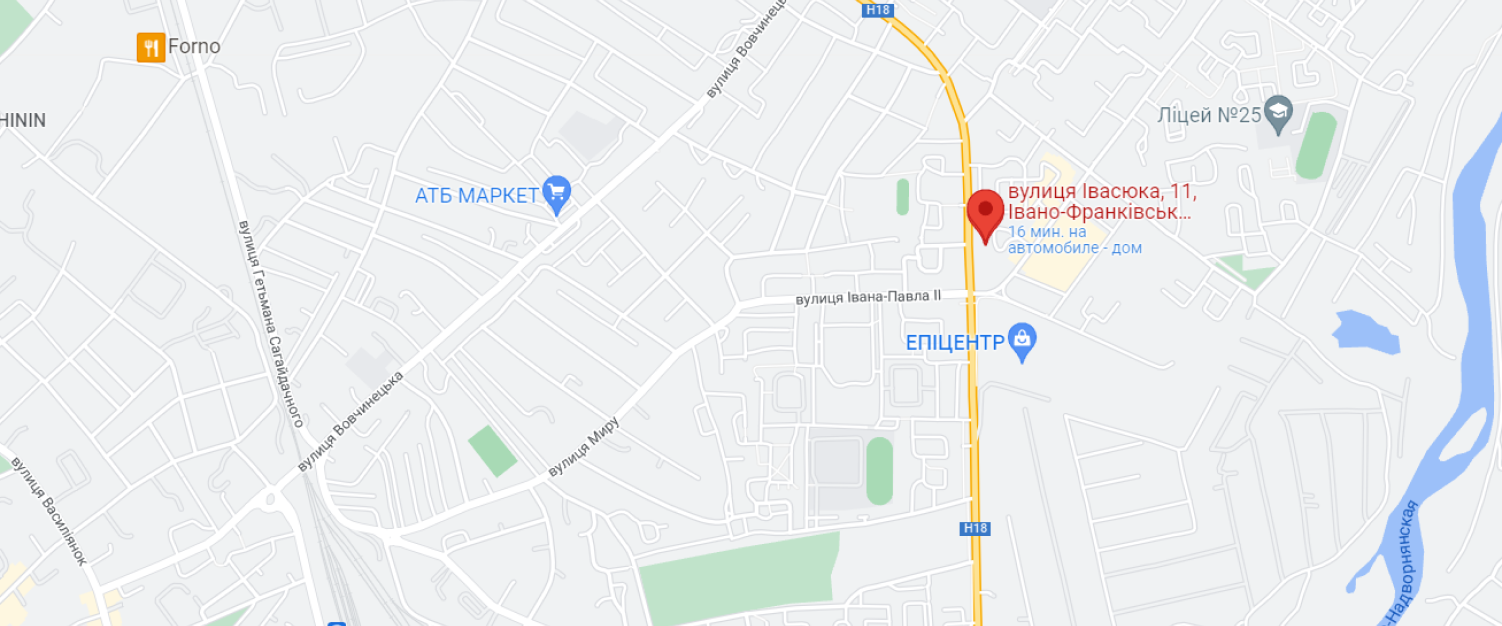 H18
Forno
вулиця Вовчинецька
HININ
Ліцей №25
АТБ МАРКЕТ
вулиця Івасюка, 11,
Івано-Франківськ...
16 мин. на
автомобиле - дом
вулиця Гетьмана Сагайдачного
вулиця Івана-Павла II
ЕПІЦЕНТР
вулиця Вовчинецька
вулиця Миру
вулиця Василіянок
H18
-Надворнянская